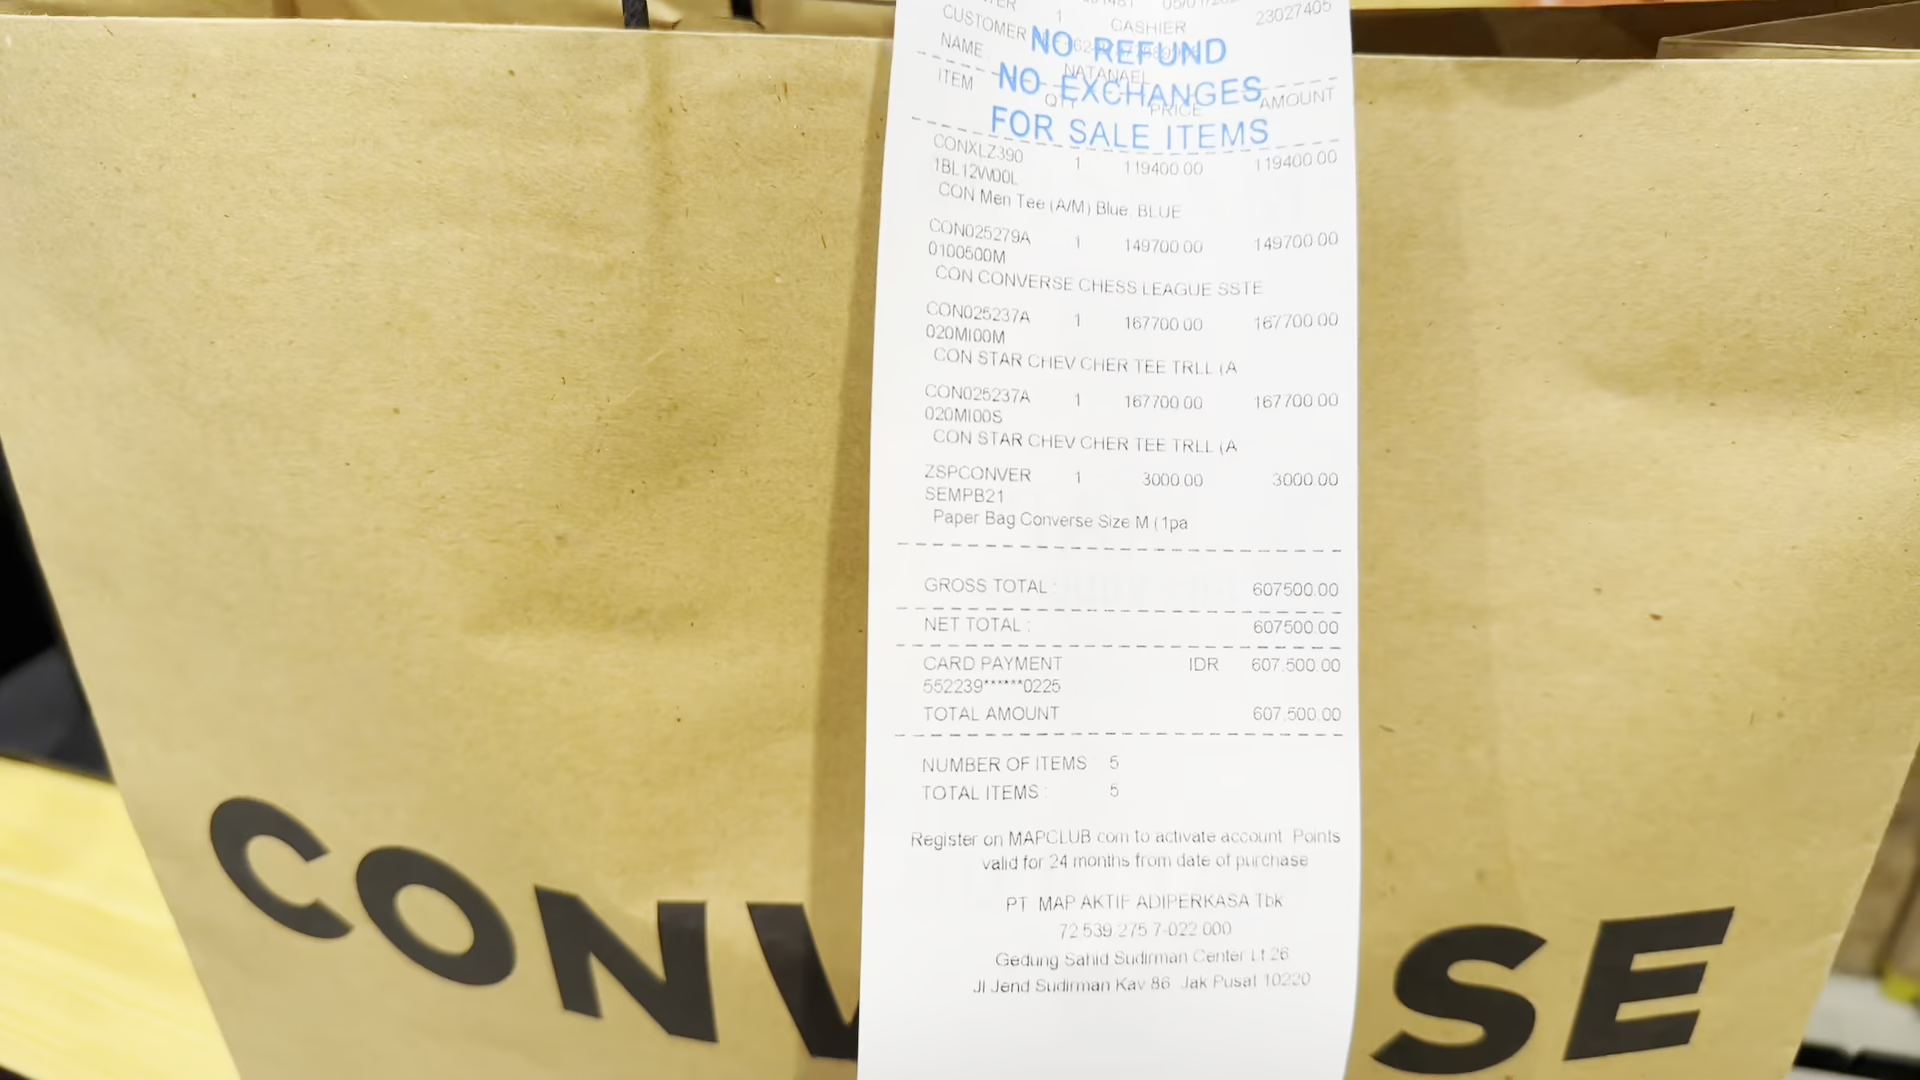 23027405
CUSTOMER 1 CASHIER
NO REFUND
NAME NATANAEL
NO EXCHANGES
ITEM QTY PRICE AMOUNT
FOR SALE ITEMS
CONXLZ390 1 119400.00 119400.00
1BL12W00L
CON Men Tee (A/M) Blue, BLUE
CON025279A 1 149700.00 149700.00
0100500M
CON CONVERSE CHESS LEAGUE SSTE
CON025237A 1 167700.00 167700.00
020MI00M
CON STAR CHEV CHER TEE TRLL (A
CON025237A 1 167700.00 167700.00
020MI00S
CON STAR CHEV CHER TEE TRLL (A
ZSPCONVER 1 3000.00 3000.00
SEMPB21
Paper Bag Converse Size M (1pa
GROSS TOTAL : 607500.00
NET TOTAL : 607500.00
CARD PAYMENT IDR 607,500.00
552239******0225
TOTAL AMOUNT 607,500.00
NUMBER OF ITEMS 5
TOTAL ITEMS : 5
Register on MAPCLUB.com to activate account. Points
valid for 24 months from date of purchase
PT. MAP AKTIF ADIPERKASA Tbk
72.539.275.7-022.000
Gedung Sahid Sudirman Center Lt.26
Jl.Jend Sudirman Kav 86. Jak Pusat 10220
CONV SE